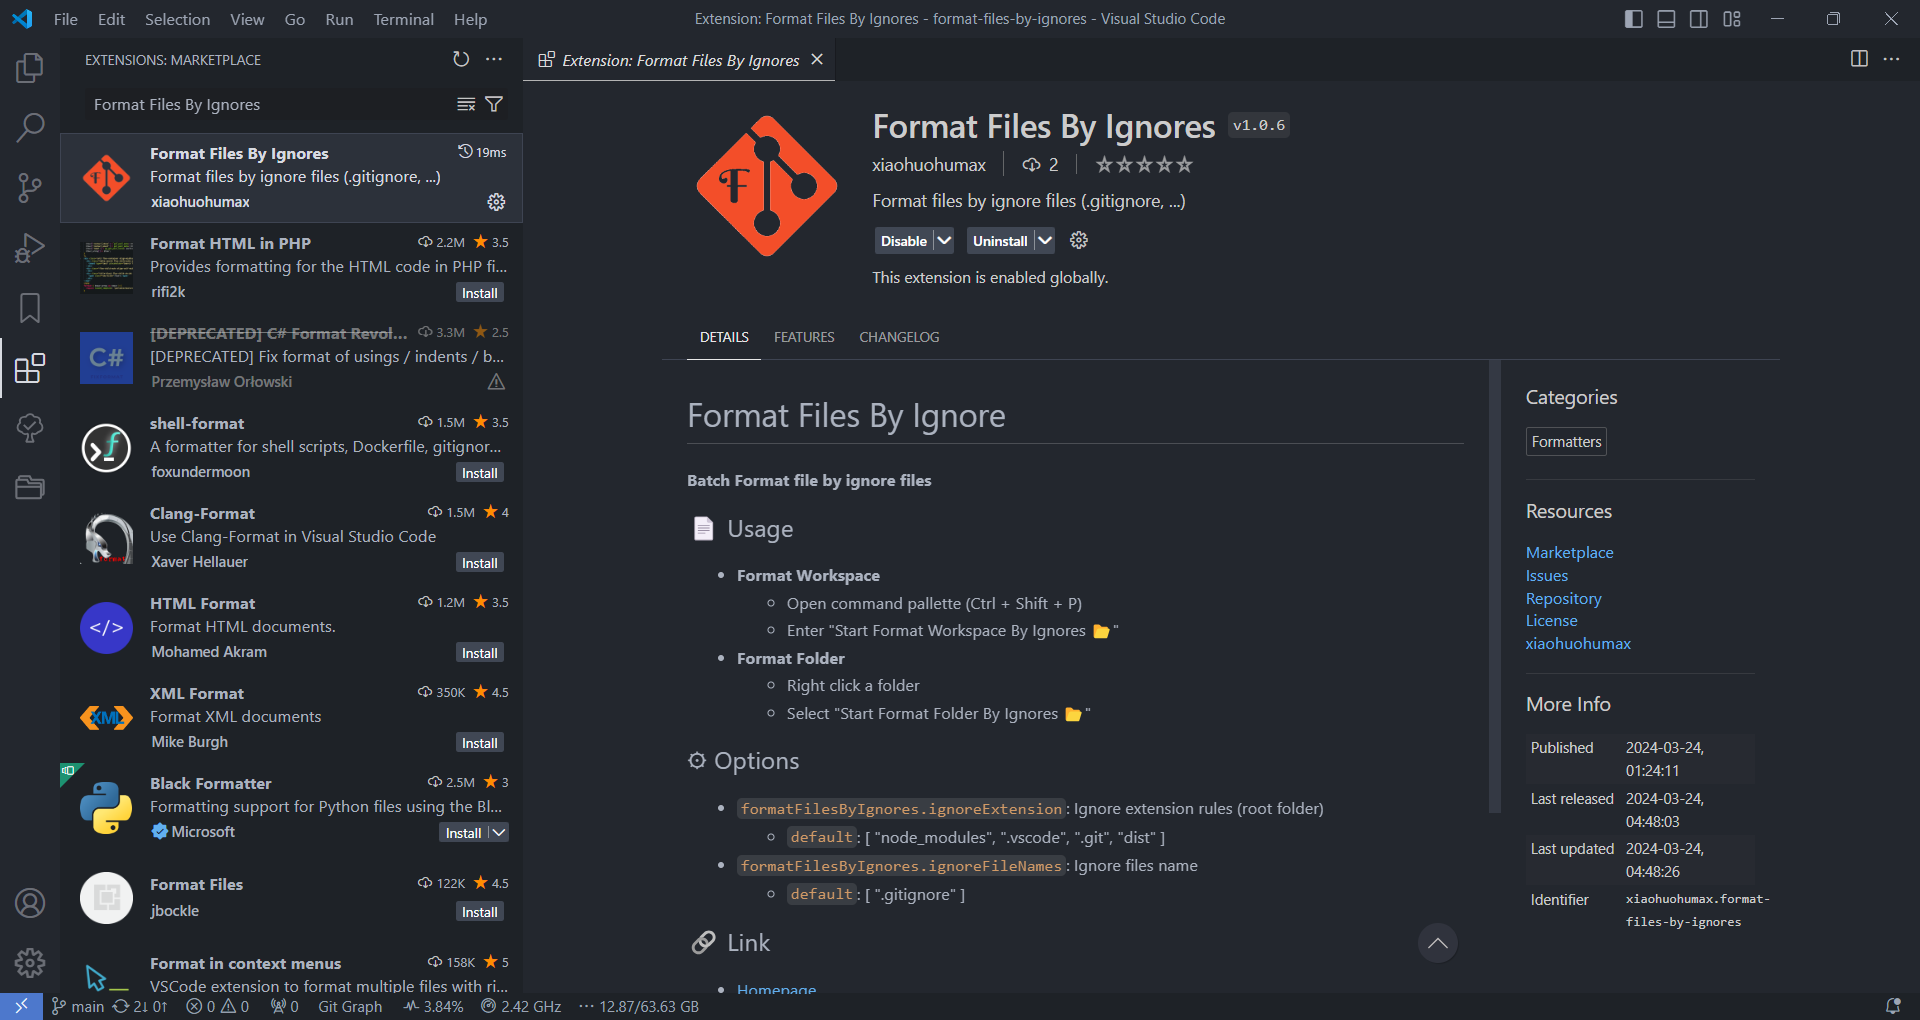 File Edit Selection View Go Run Terminal Help
Extension: Format Files By Ignores - format-files-by-ignores - Visual Studio Code
EXTENSIONS: MARKETPLACE
Format Files By Ignores
Format Files By Ignores 19ms
Format files by ignore files (.gitignore, ...)
xiaohuohumax
Format HTML in PHP 2.2M 3.5
Provides formatting for the HTML code in PHP fi...
rifi2k Install
C#
[DEPRECATED] C# Format Revol... 3.3M 2.5
[DEPRECATED] Fix format of usings / indents / b...
Przemysław Orłowski
shell-format 1.5M 3.5
A formatter for shell scripts, Dockerfile, gitignor...
foxundermoon Install
Clang-Format 1.5M 4
Use Clang-Format in Visual Studio Code
Xaver Hellauer Install
</>
HTML Format 1.2M 3.5
Format HTML documents.
Mohamed Akram Install
XML
XML Format 350K 4.5
Format XML documents
Mike Burgh Install
Black Formatter 2.5M 3
Formatting support for Python files using the Bl...
Microsoft Install
Format Files 122K 4.5
jbockle Install
Format in context menus 158K 5
VSCode extension to format multiple files with ri...
Extension: Format Files By Ignores
F
Format Files By Ignores v1.0.6
xiaohuohumax 2
Format files by ignore files (.gitignore, ...)
Disable Uninstall
This extension is enabled globally.
DETAILS FEATURES CHANGELOG
Format Files By Ignore
Batch Format file by ignore files
Usage
Format Workspace
Open command pallette (Ctrl + Shift + P)
Enter "Start Format Workspace By Ignores 📂"
Format Folder
Right click a folder
Select "Start Format Folder By Ignores 📂"
Options
formatFilesByIgnores.ignoreExtension: Ignore extension rules (root folder)
default: [ "node_modules", ".vscode", ".git", "dist" ]
formatFilesByIgnores.ignoreFileNames: Ignore files name
default: [ ".gitignore" ]
Link
Homepage
Categories
Formatters
Resources
Marketplace
Issues
Repository
License
xiaohuohumax
More Info
Published 2024-03-24,
01:24:11
Last released 2024-03-24,
04:48:03
Last updated 2024-03-24,
04:48:26
Identifier xiaohuohumax.format-
files-by-ignores
main 2↓ 0↑ 0 0 0 Git Graph 3.84% 2.42 GHz 12.87/63.63 GB